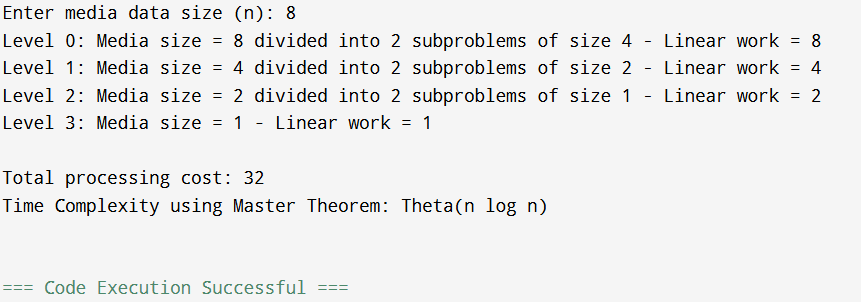 Enter media data size (n): 8
Level 0: Media size = 8 divided into 2 subproblems of size 4 - Linear work = 8
Level 1: Media size = 4 divided into 2 subproblems of size 2 - Linear work = 4
Level 2: Media size = 2 divided into 2 subproblems of size 1 - Linear work = 2
Level 3: Media size = 1 - Linear work = 1
Total processing cost: 32
Time Complexity using Master Theorem: Theta(n log n)
=== Code Execution Successful ===